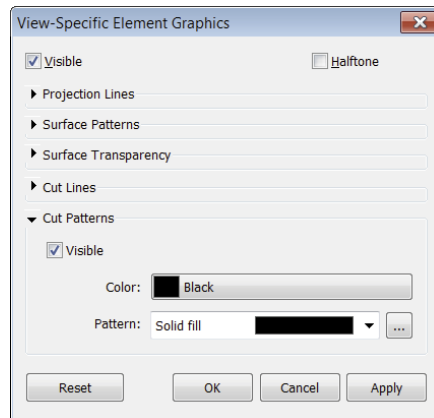 View-Specific Element Graphics
Visible Halftone
Projection Lines
Surface Patterns
Surface Transparency
Cut Lines
Cut Patterns
Visible
Color: Black
Pattern: Solid fill ...
Reset OK Cancel Apply